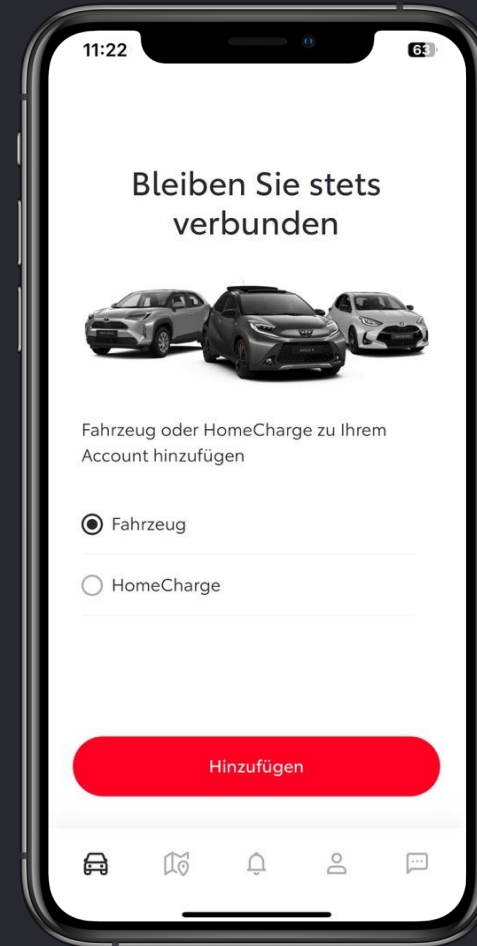 11:22
63
Bleiben Sie stets
verbunden
Fahrzeug oder HomeCharge zu Ihrem
Account hinzufügen
Fahrzeug
HomeCharge
Hinzufügen